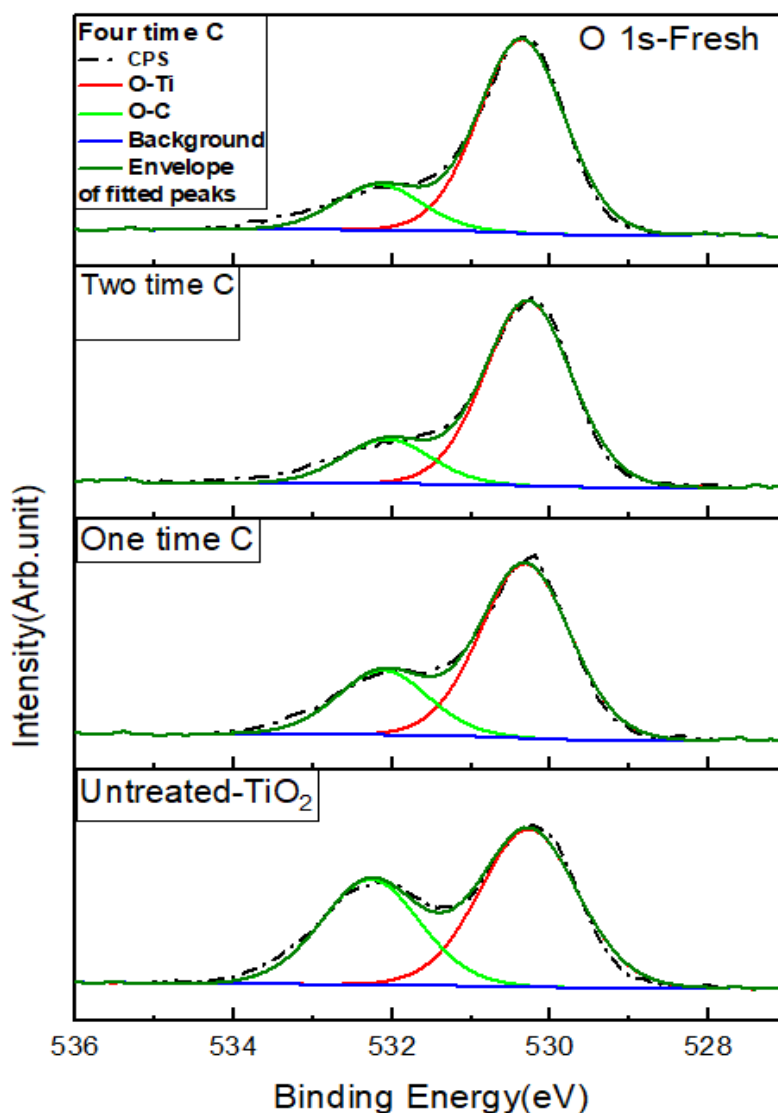 Four time C
CPS
O-Ti
O-C
Background
Envelope
of fitted peaks
O 1s-Fresh
Two time C
One time C
Untreated-TiO₂
Intensity(Arb.unit)
536 534 532 530 528
Binding Energy(eV)